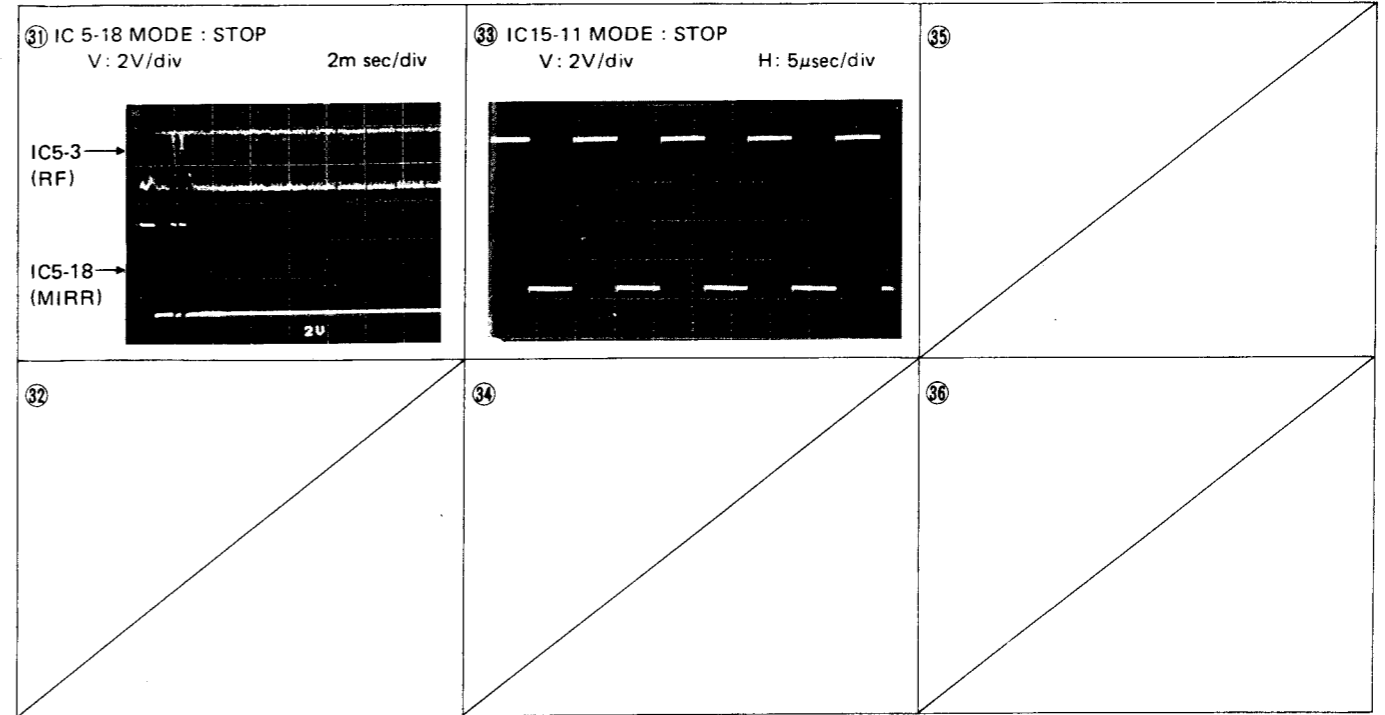 ㉛ IC 5-18 MODE : STOP
V : 2V/div 2m sec/div
IC5-3
(RF)
IC5-18
(MIRR)
2V
㉝ IC15-11 MODE : STOP
V : 2V/div H : 5μsec/div
㉟
㉜
㉞
㊱